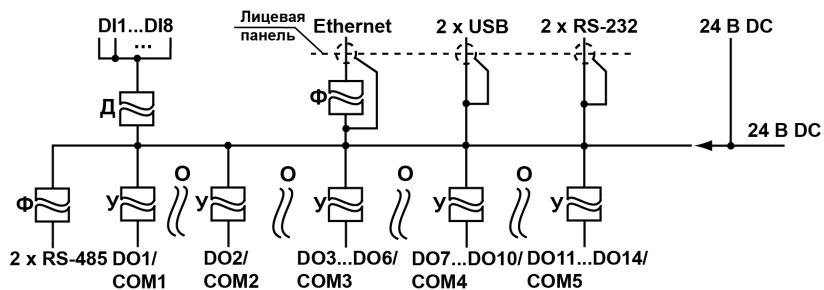 Лицевая
панель
DI1...DI8
...
Ethernet
2 x USB
2 x RS-232
24 В DC
Д
Ф
24 В DC
О
О
О
О
Ф
У
У
У
У
У
2 x RS-485
DO1/
COM1
DO2/
COM2
DO3...DO6/
COM3
DO7...DO10/
COM4
DO11...DO14/
COM5